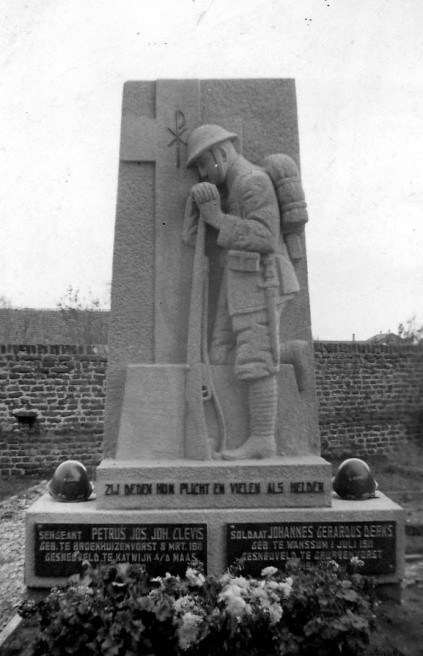 ZIJ DEDEN HUN PLICHT EN VIELEN ALS HELDEN
SERGEANT PETRUS JOS. JOH. CLEVIS
GEB. TE BROEKHUIZENVORST 8 MRT. 1911
GESNEUVELD TE KATWIJK A/D MAAS
SOLDAAT JOHANNES GERARDUS DERKS
GEB. TE WANSSUM 1 JULI 1911
GESNEUVELD TE